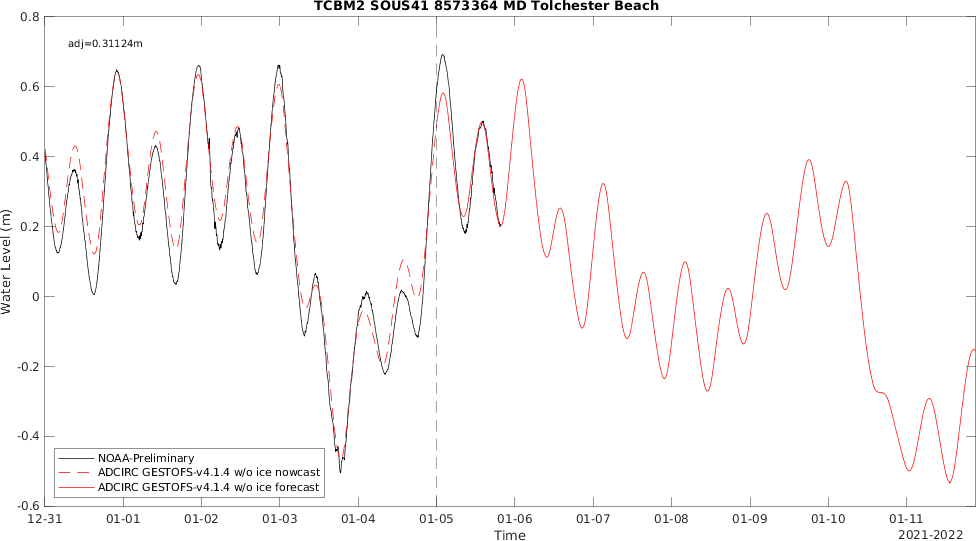 TCBM2 SOUS41 8573364 MD Tolchester Beach
adj=0.31124m
Water Level (m)
0.8
0.6
0.4
0.2
0
-0.2
-0.4
-0.6
NOAA-Preliminary
ADCIRC GESTOFS-v4.1.4 w/o ice nowcast
ADCIRC GESTOFS-v4.1.4 w/o ice forecast
12-31 01-01 01-02 01-03 01-04 01-05 01-06 01-07 01-08 01-09 01-10 01-11
Time
2021-2022